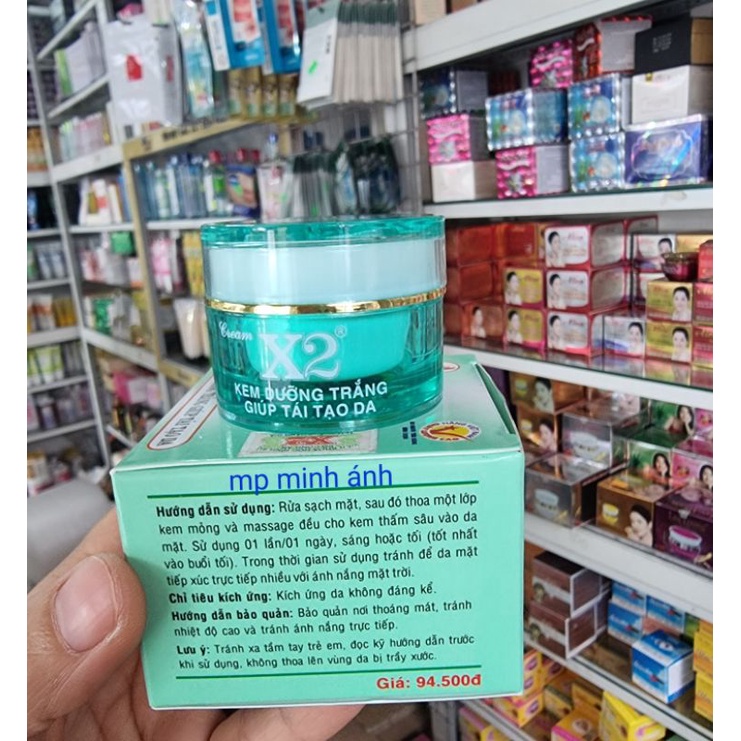 Cream
X2®
KEM DƯỠNG TRẮNG
GIÚP TÁI TẠO DA
mp minh ánh
Hướng dẫn sử dụng: Rửa sạch mặt, sau đó thoa một lớp
kem mỏng và massage đều cho kem thấm sâu vào da
mặt. Sử dụng 01 lần/01 ngày, sáng hoặc tối (tốt nhất
vào buổi tối). Trong thời gian sử dụng tránh để da mặt
tiếp xúc trực tiếp nhiều với ánh nắng mặt trời.
Chỉ tiêu kích ứng: Kích ứng da không đáng kể.
Hướng dẫn bảo quản: Bảo quản nơi thoáng mát, tránh
nhiệt độ cao và tránh ánh nắng trực tiếp.
Lưu ý: Tránh xa tầm tay trẻ em, đọc kỹ hướng dẫn trước
khi sử dụng, không thoa lên vùng da bị trầy xước.
Giá: 94.500đ